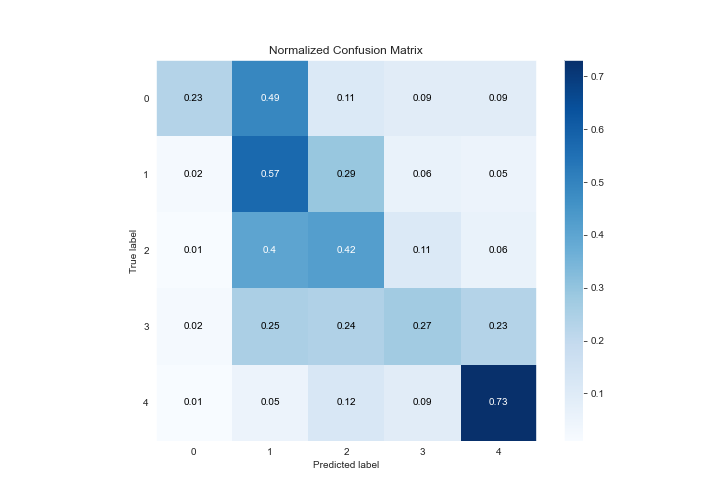 Normalized Confusion Matrix
0 0.23 0.49 0.11 0.09 0.09
1 0.02 0.57 0.29 0.06 0.05
2 0.01 0.4 0.42 0.11 0.06
3 0.02 0.25 0.24 0.27 0.23
4 0.01 0.05 0.12 0.09 0.73
0 1 2 3 4
Predicted label
True label
0.7
0.6
0.5
0.4
0.3
0.2
0.1